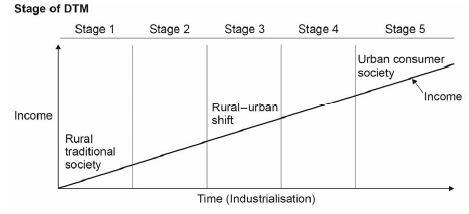 Stage of DTM
Stage 1 Stage 2 Stage 3 Stage 4 Stage 5
Urban consumer
society
Income
Rural–urban
shift
Income
Rural
traditional
society
Time (Industrialisation)